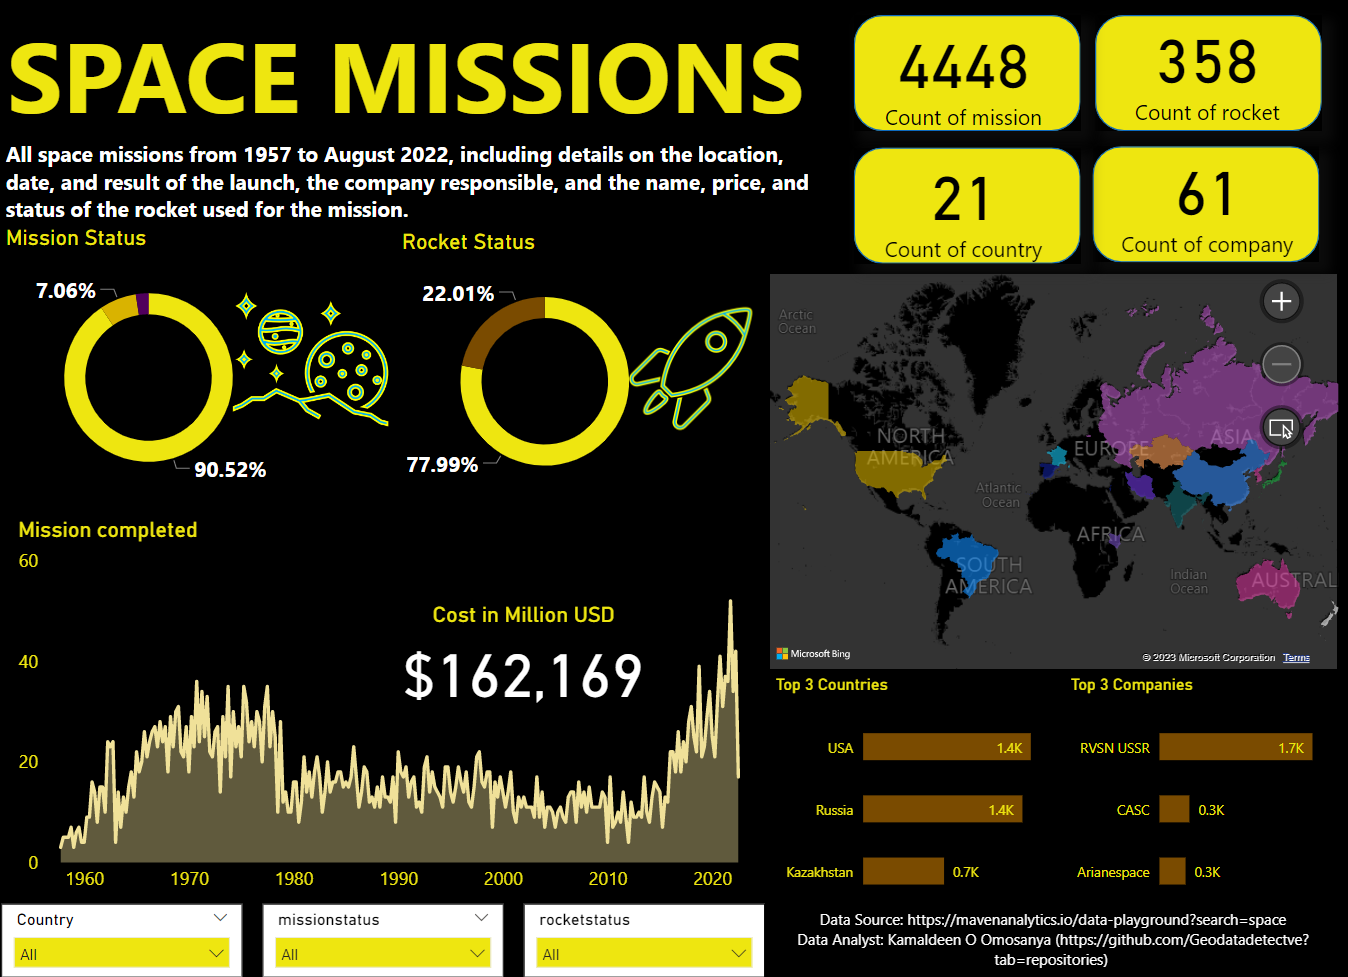 SPACE MISSIONS
All space missions from 1957 to August 2022, including details on the location,
date, and result of the launch, the company responsible, and the name, price, and
status of the rocket used for the mission.
4448
Count of mission
358
Count of rocket
21
Count of country
61
Count of company
Mission Status
7.06%
90.52%
Rocket Status
22.01%
77.99%
Arctic
Ocean
NORTH
AMERICA
EUROPE
ASIA
Atlantic
Ocean
AFRICA
SOUTH
AMERICA
Indian
Ocean
AUSTRAL
Microsoft Bing
© 2023 Microsoft Corporation Terms
Mission completed
60
40
20
0
1960 1970 1980 1990 2000 2010 2020
Cost in Million USD
$162,169
Top 3 Countries
USA 1.4K
Russia 1.4K
Kazakhstan 0.7K
Top 3 Companies
RVSN USSR 1.7K
CASC 0.3K
Arianespace 0.3K
Country
All
missionstatus
All
rocketstatus
All
Data Source: https://mavenanalytics.io/data-playground?search=space
Data Analyst: Kamaldeen O Omosanya (https://github.com/Geodatadetectve?
tab=repositories)